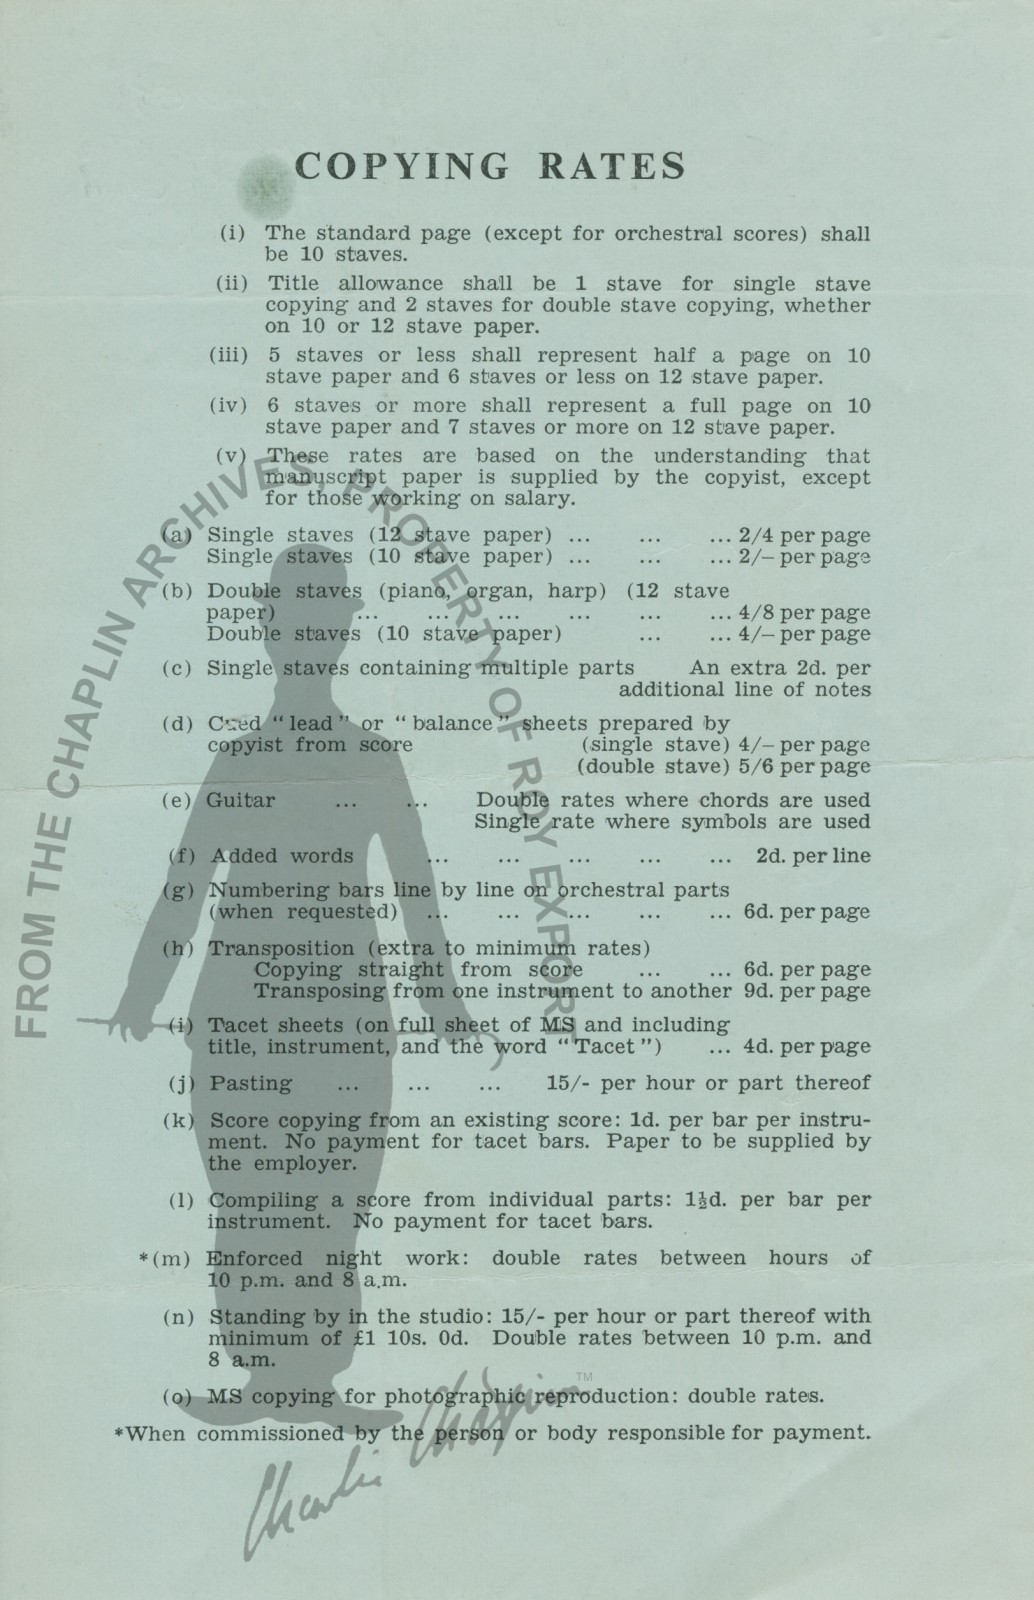 COPYING RATES
(i) The standard page (except for orchestral scores) shall
be 10 staves.
(ii) Title allowance shall be 1 stave for single stave
copying and 2 staves for double stave copying, whether
on 10 or 12 stave paper.
(iii) 5 staves or less shall represent half a page on 10
stave paper and 6 staves or less on 12 stave paper.
(iv) 6 staves or more shall represent a full page on 10
stave paper and 7 staves or more on 12 stave paper.
(v) These rates are based on the understanding that
manuscript paper is supplied by the copyist, except
for those working on salary.
(a) Single staves (12 stave paper) ... ... ... 2/4 per page
Single staves (10 stave paper) ... ... ... 2/– per page
(b) Double staves (piano, organ, harp) (12 stave
paper) ... ... ... ... ... ... 4/8 per page
Double staves (10 stave paper) ... ... 4/– per page
(c) Single staves containing multiple parts An extra 2d. per
additional line of notes
(d) Cued "lead" or "balance" sheets prepared by
copyist from score (single stave) 4/– per page
(double stave) 5/6 per page
(e) Guitar ... ... Double rates where chords are used
Single rate where symbols are used
(f) Added words ... ... ... ... ... 2d. per line
(g) Numbering bars line by line on orchestral parts
(when requested) ... ... ... ... ... 6d. per page
(h) Transposition (extra to minimum rates)
Copying straight from score ... ... 6d. per page
Transposing from one instrument to another 9d. per page
(i) Tacet sheets (on full sheet of MS and including
title, instrument, and the word "Tacet") ... 4d. per page
(j) Pasting ... ... ... 15/- per hour or part thereof
(k) Score copying from an existing score: 1d. per bar per instru-
ment. No payment for tacet bars. Paper to be supplied by
the employer.
(l) Compiling a score from individual parts: 1½d. per bar per
instrument. No payment for tacet bars.
*(m) Enforced night work: double rates between hours of
10 p.m. and 8 a.m.
(n) Standing by in the studio: 15/- per hour or part thereof with
minimum of £1 10s. 0d. Double rates between 10 p.m. and
8 a.m.
(o) MS copying for photographic reproduction: double rates.
*When commissioned by the person or body responsible for payment.
FROM THE CHAPLIN ARCHIVES, PROPERTY OF ROY EXPORT
Charlie Chaplin TM